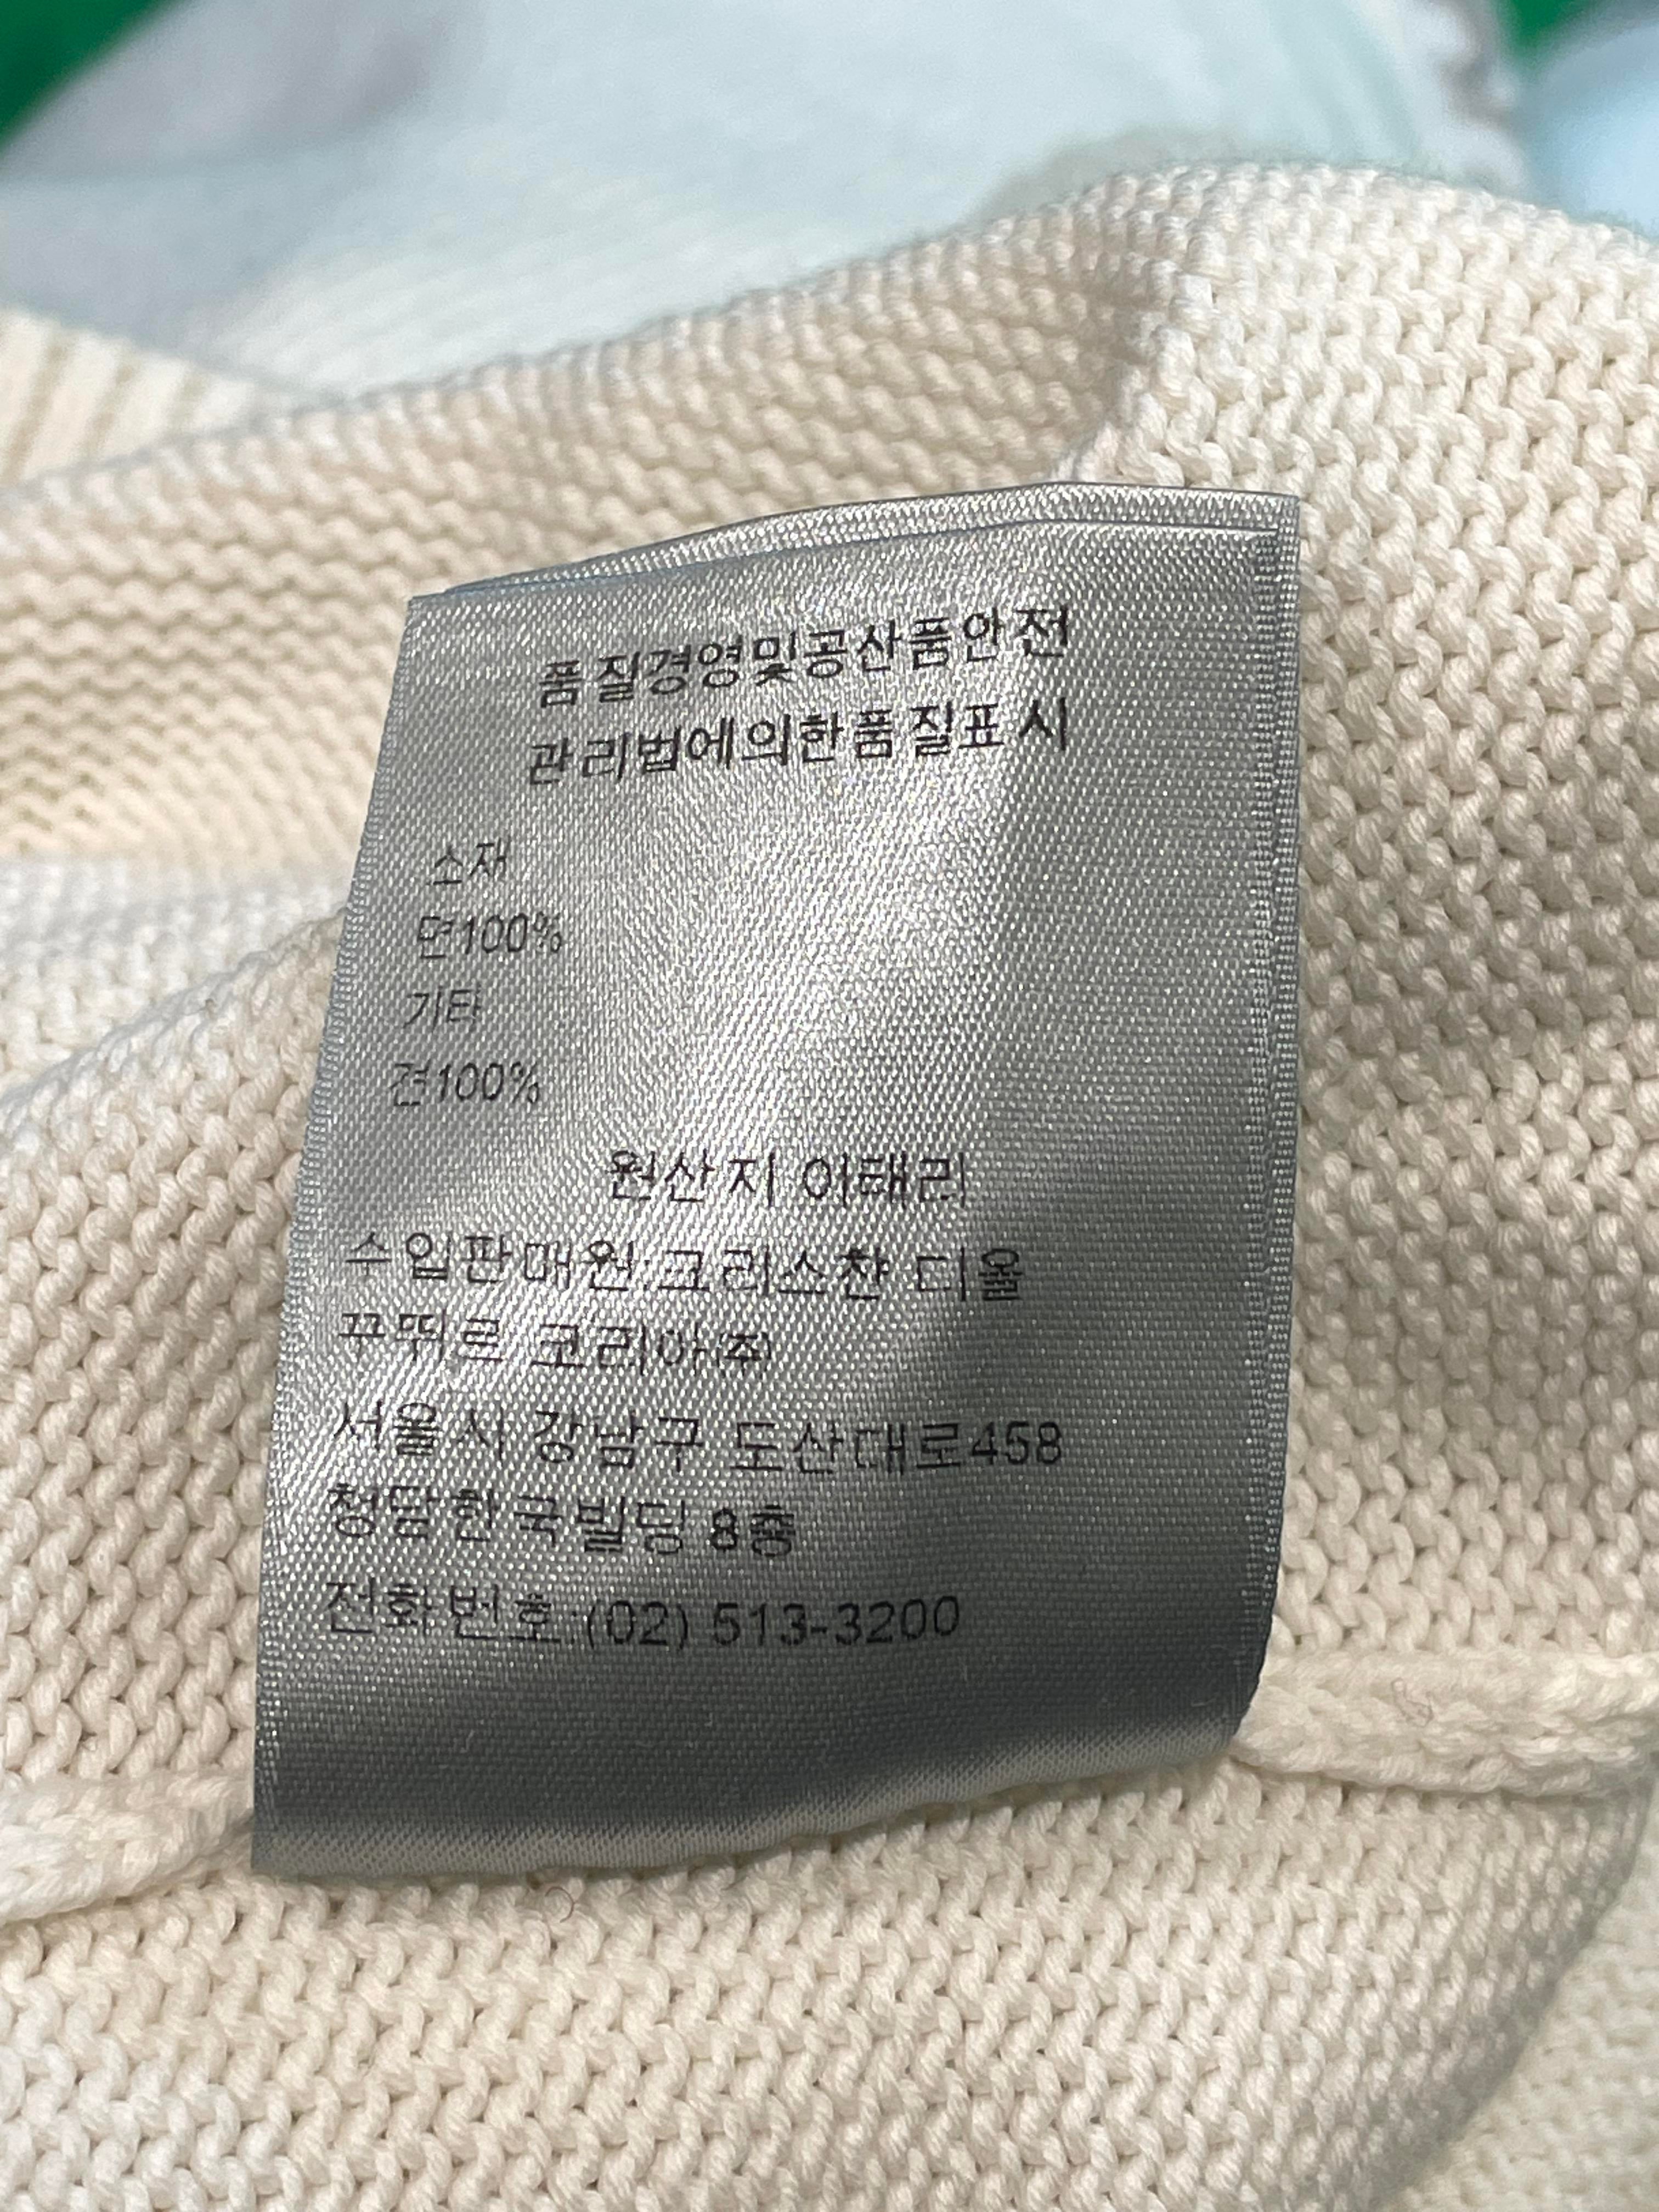 품질경영및공산품안전
관리법에의한품질표시
소재
면100%
기타
견100%
원산지 이태리
수입판매원:크리스챤 디올
꾸뛰르 코리아(주)
서울시 강남구 도산대로458
청담한국빌딩 8층
전화번호:(02) 513-3200